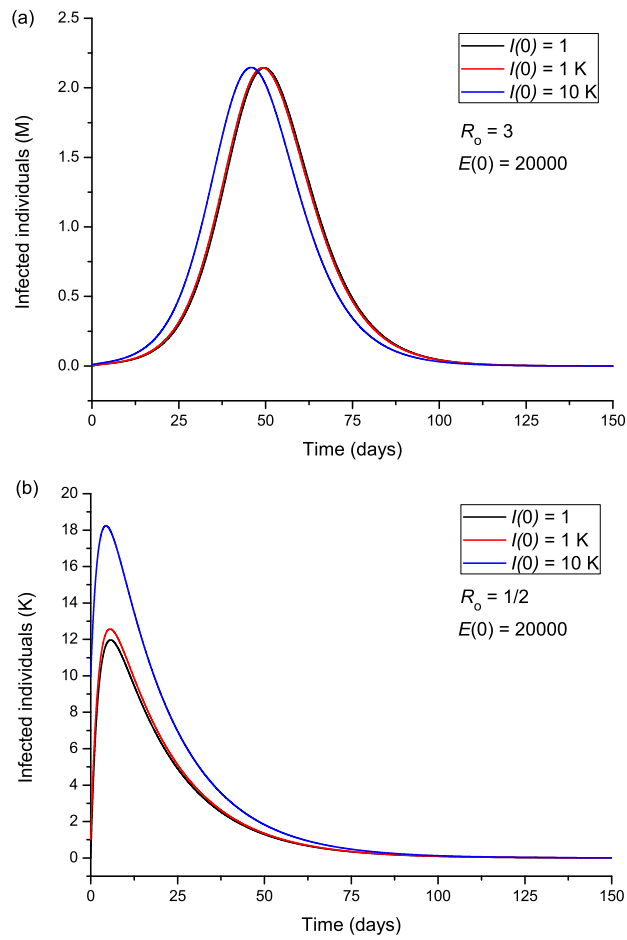 (a)
2.5
2.0
1.5
1.0
0.5
0.0
Infected individuals (M)
I(0) = 1
I(0) = 1 K
I(0) = 10 K
Ro = 3
E(0) = 20000
0 25 50 75 100 125 150
Time (days)
(b)
20
18
16
14
12
10
8
6
4
2
0
Infected individuals (K)
I(0) = 1
I(0) = 1 K
I(0) = 10 K
Ro = 1/2
E(0) = 20000
0 25 50 75 100 125 150
Time (days)